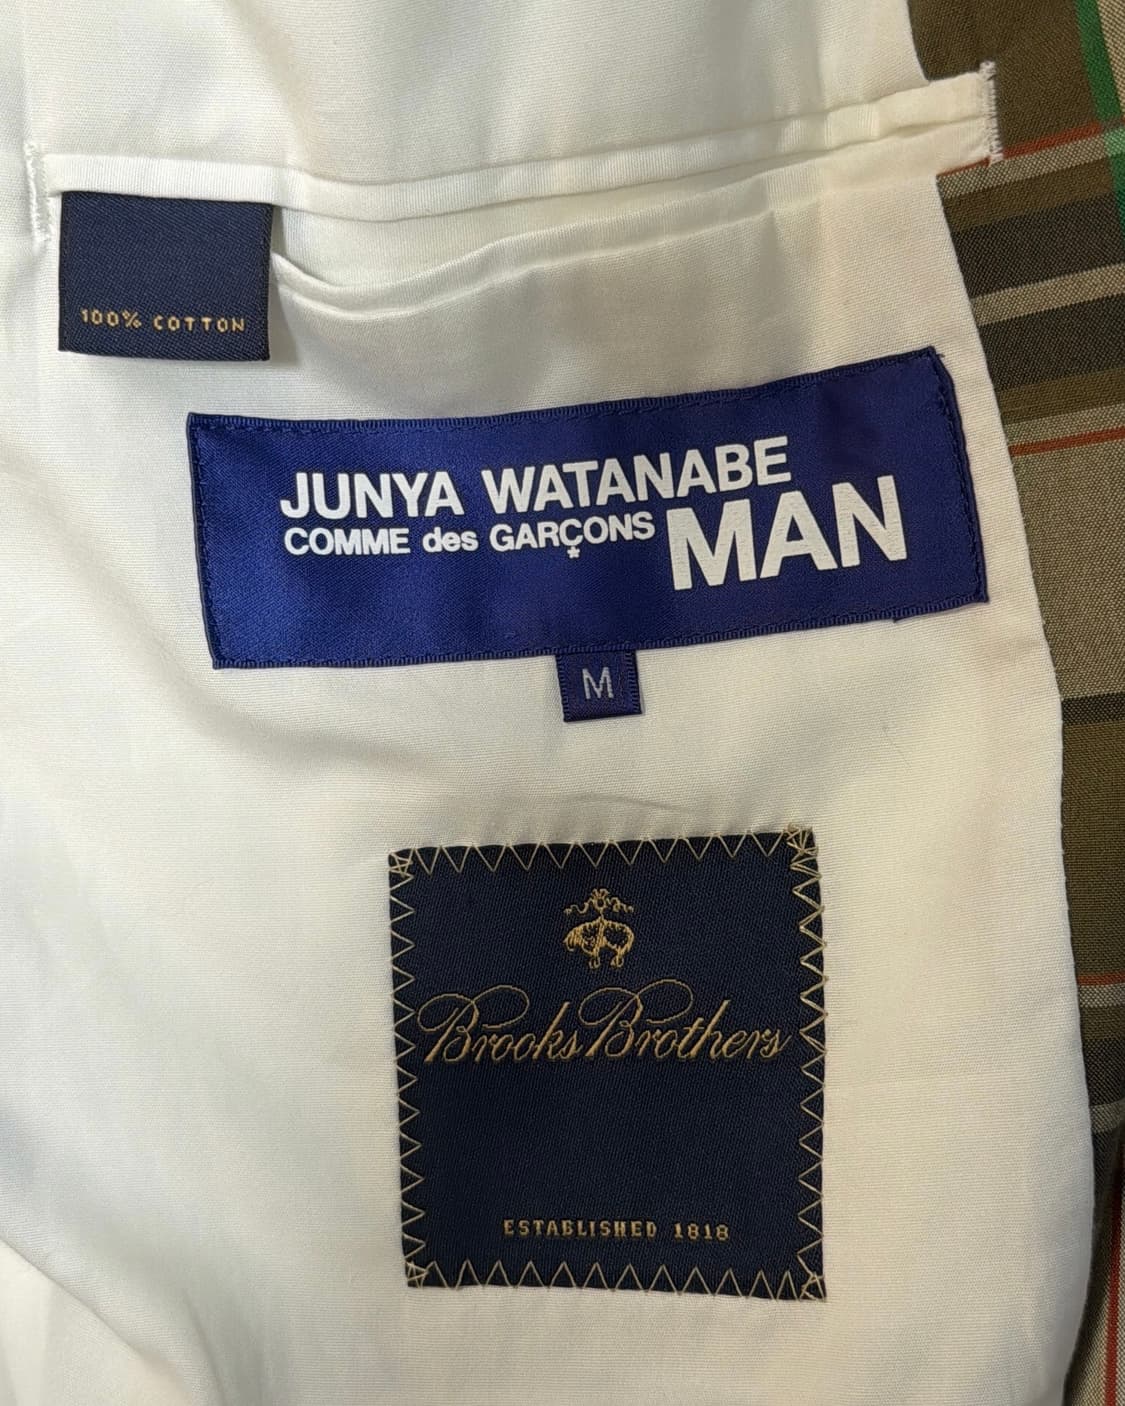 100% COTTON
JUNYA WATANABE
COMME des GARÇONS MAN
*
M
Brooks Brothers
ESTABLISHED 1818